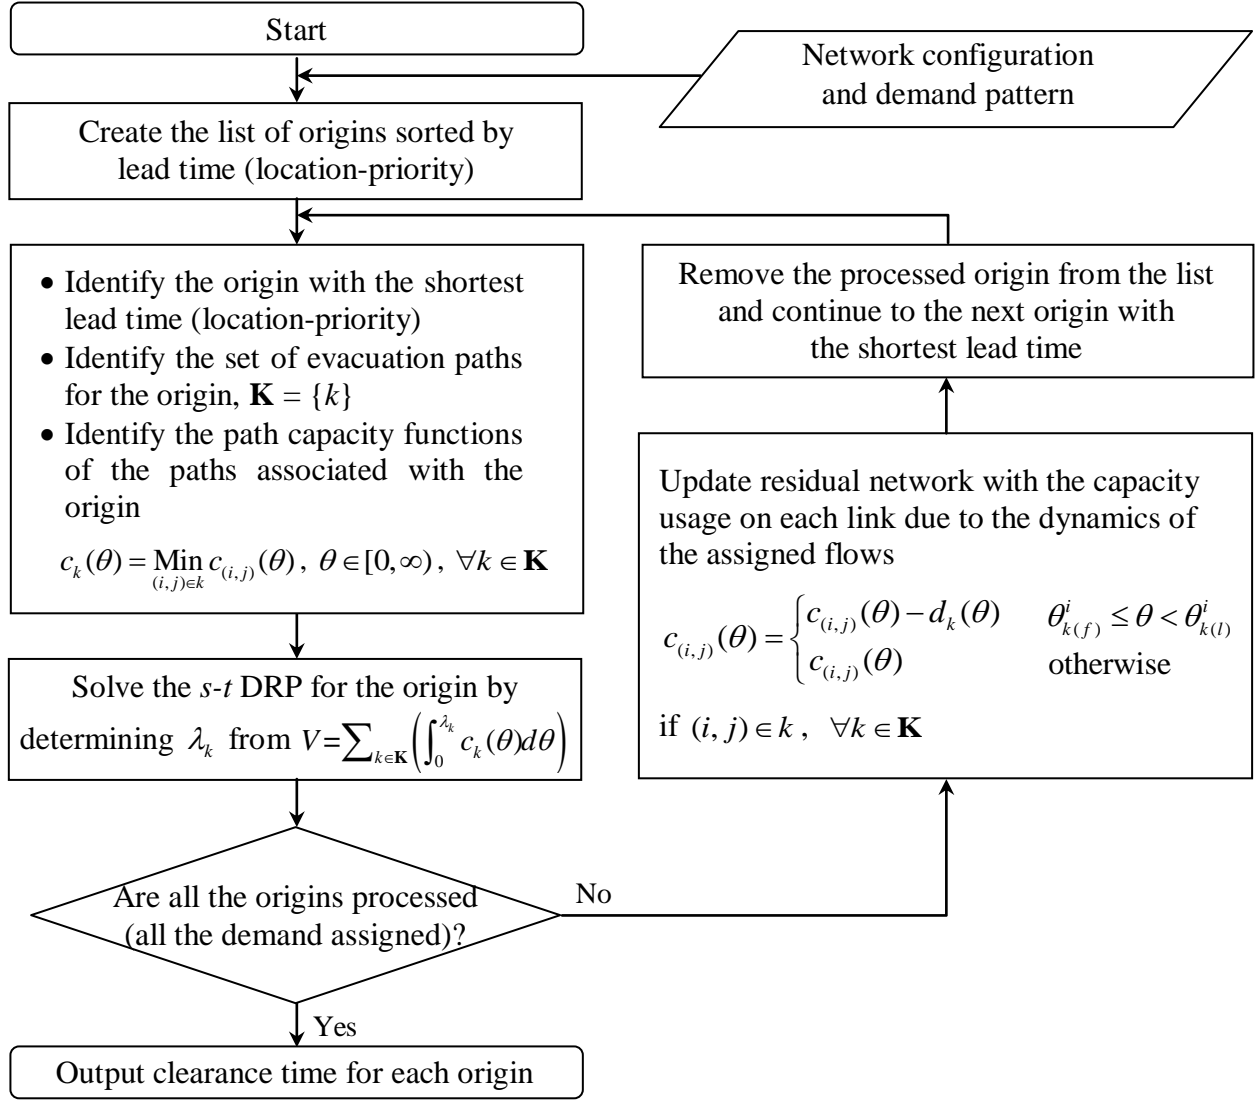 Start
Network configuration
and demand pattern
Create the list of origins sorted by
lead time (location-priority)
• Identify the origin with the shortest
lead time (location-priority)
• Identify the set of evacuation paths
for the origin, K = {k}
• Identify the path capacity functions
of the paths associated with the
origin
c_k(θ) = Min_{(i,j)∈k} c_{(i,j)}(θ), θ∈[0,∞), ∀k∈K
Remove the processed origin from the list
and continue to the next origin with
the shortest lead time
Update residual network with the capacity
usage on each link due to the dynamics of
the assigned flows
c_{(i,j)}(θ) = { c_{(i,j)}(θ) − d_k(θ) θ^i_{k(f)} ≤ θ < θ^i_{k(l)}
c_{(i,j)}(θ) otherwise
if (i, j)∈k, ∀k∈K
Solve the s-t DRP for the origin by
determining λ_k from V=∑_{k∈K}(∫_0^{λ_k} c_k(θ)dθ)
Are all the origins processed
(all the demand assigned)?
No
Yes
Output clearance time for each origin